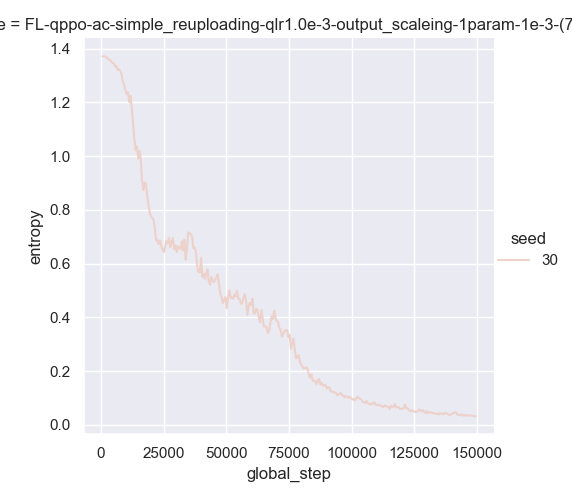 e = FL-qppo-ac-simple_reuploading-qlr1.0e-3-output_scaleing-1param-1e-3-(7
1.4
1.2
1.0
0.8
0.6
0.4
0.2
0.0
entropy
0 25000 50000 75000 100000 125000 150000
global_step
seed
30